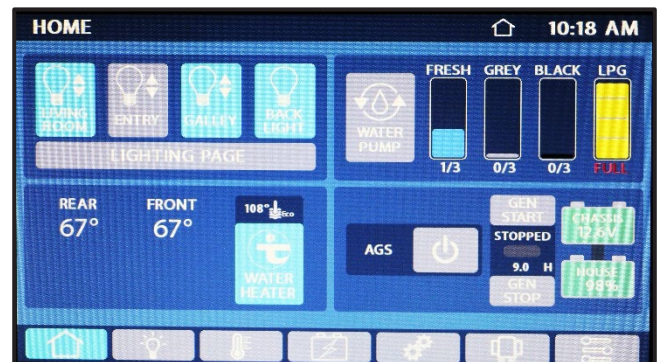 HOME
10:18 AM
LIVING ROOM
ENTRY
GALLEY
BACK LIGHT
LIGHTING PAGE
WATER PUMP
FRESH GREY BLACK LPG
1/3 0/3 0/3 FULL
REAR FRONT
67° 67°
108° Eco
WATER HEATER
AGS
GEN START
STOPPED
9.0 H
GEN STOP
CHASSIS
12.6V
HOUSE
98%